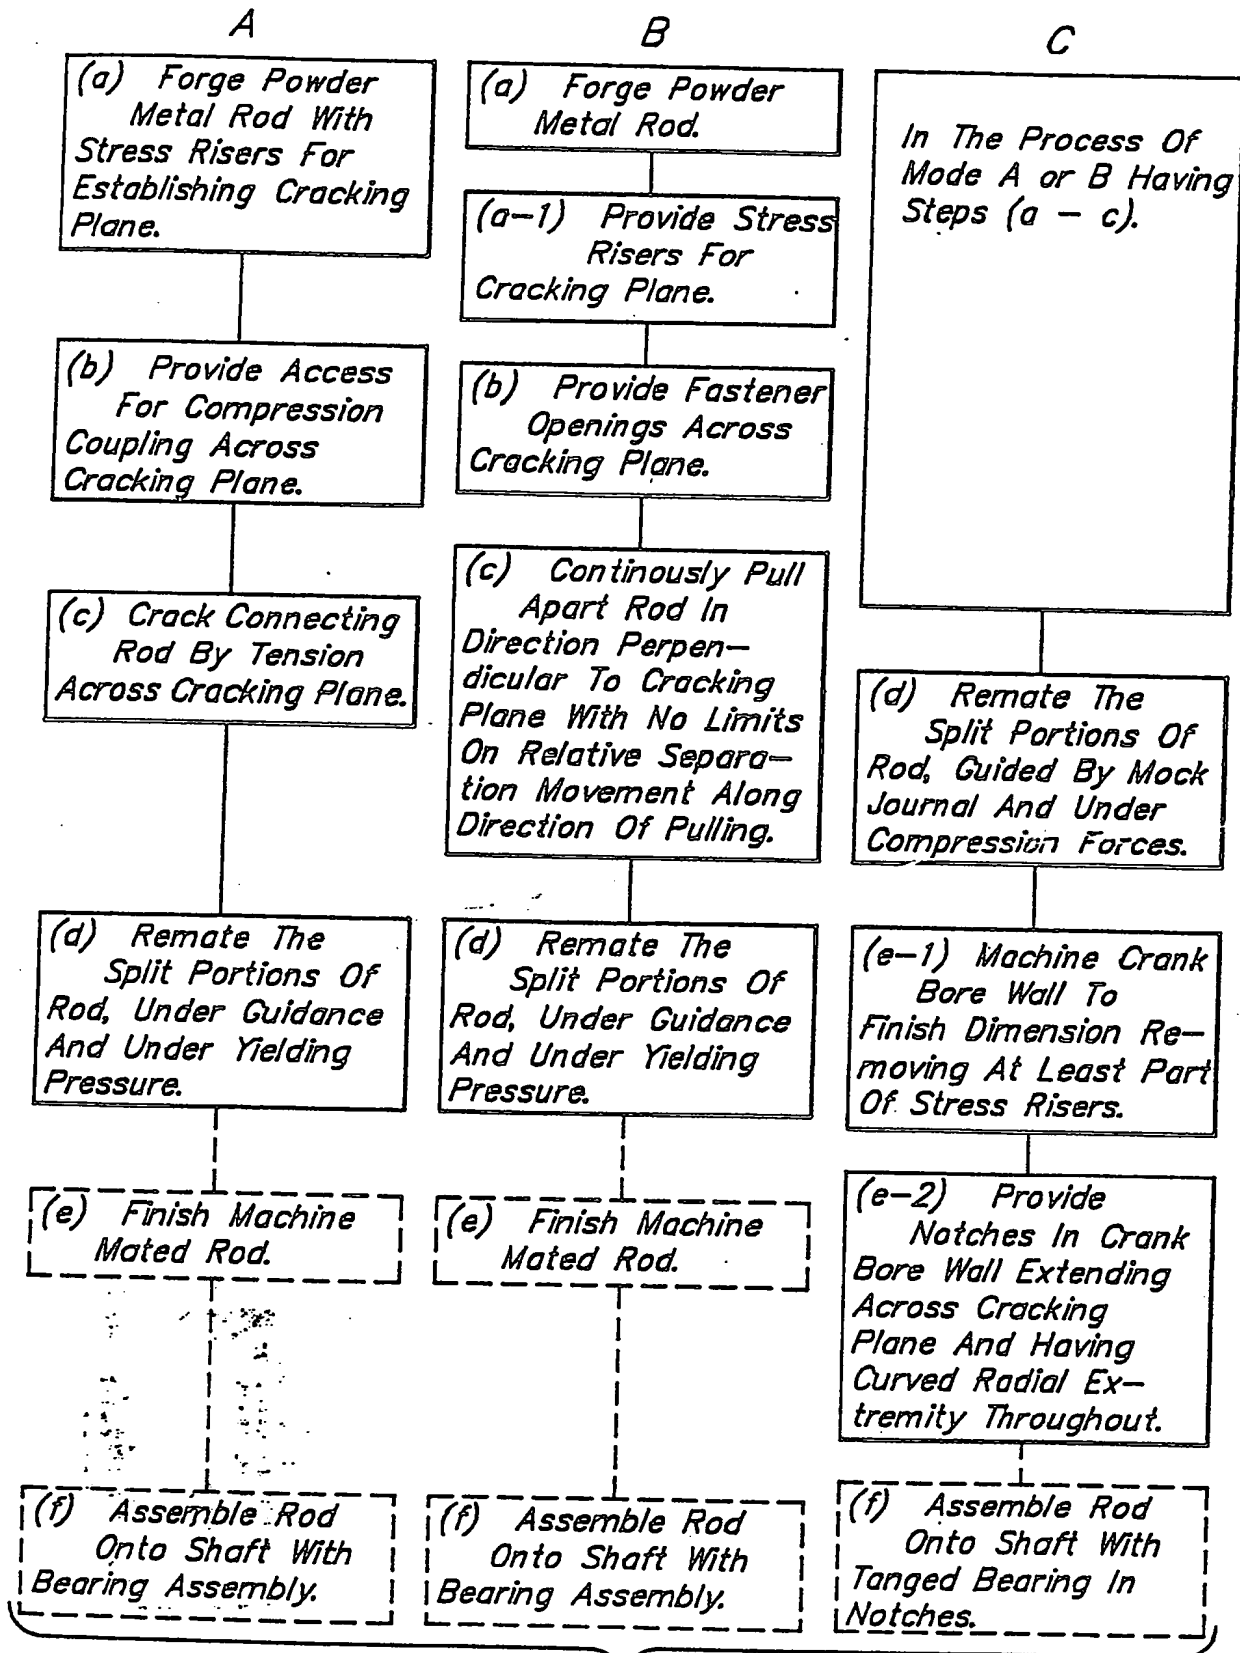 A
(a) Forge Powder
Metal Rod With
Stress Risers For
Establishing Cracking
Plane.
(b) Provide Access
For Compression
Coupling Across
Cracking Plane.
(c) Crack Connecting
Rod By Tension
Across Cracking Plane.
(d) Remate The
Split Portions Of
Rod, Under Guidance
And Under Yielding
Pressure.
(e) Finish Machine
Mated Rod.
(f) Assemble Rod
Onto Shaft With
Bearing Assembly.
B
(a) Forge Powder
Metal Rod.
(a-1) Provide Stress
Risers For
Cracking Plane.
(b) Provide Fastener
Openings Across
Cracking Plane.
(c) Continously Pull
Apart Rod In
Direction Perpen-
dicular To Cracking
Plane With No Limits
On Relative Separa-
tion Movement Along
Direction Of Pulling.
(d) Remate The
Split Portions Of
Rod, Under Guidance
And Under Yielding
Pressure.
(e) Finish Machine
Mated Rod.
(f) Assemble Rod
Onto Shaft With
Bearing Assembly.
C
In The Process Of
Mode A or B Having
Steps (a - c).
(d) Remate The
Split Portions Of
Rod, Guided By Mock
Journal And Under
Compression Forces.
(e-1) Machine Crank
Bore Wall To
Finish Dimension Re-
moving At Least Part
Of Stress Risers.
(e-2) Provide
Notches In Crank
Bore Wall Extending
Across Cracking
Plane And Having
Curved Radial Ex-
tremity Throughout.
(f) Assemble Rod
Onto Shaft With
Tanged Bearing In
Notches.